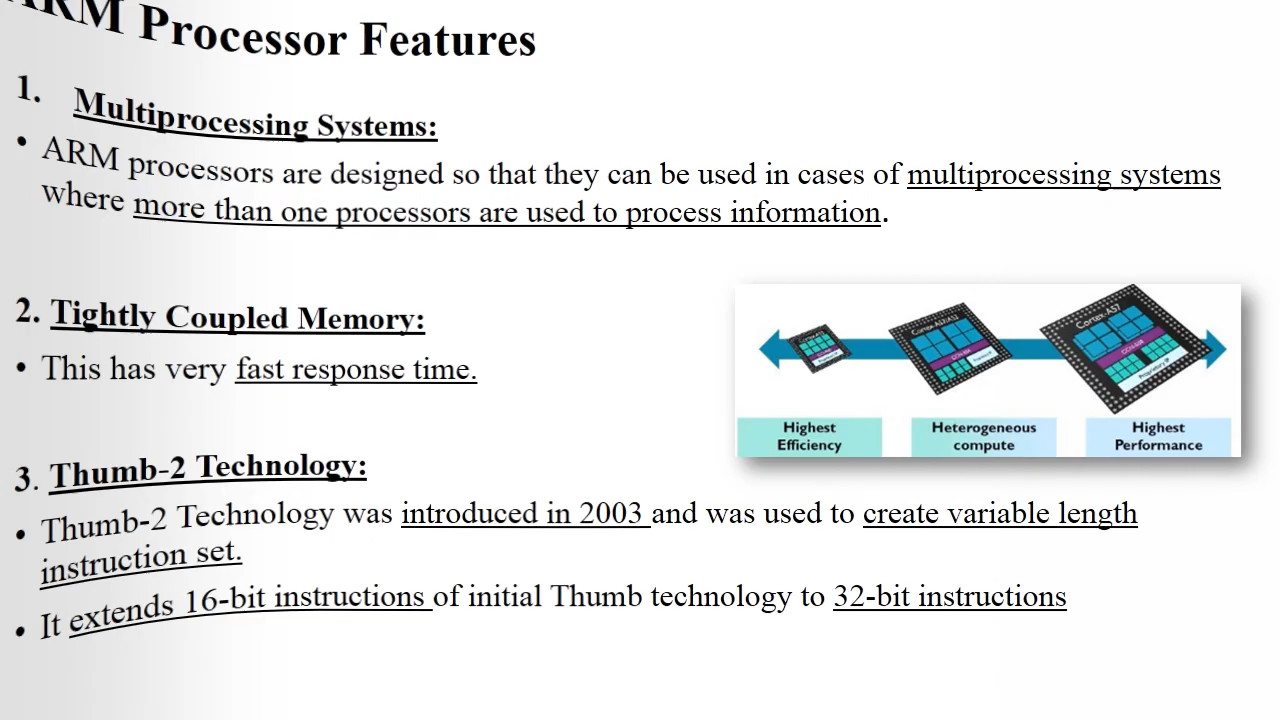 ARM Processor Features
1. Multiprocessing Systems:
• ARM processors are designed so that they can be used in cases of multiprocessing systems
where more than one processors are used to process information.
2. Tightly Coupled Memory:
• This has very fast response time.
Cortex-A57
Highest
Efficiency
Heterogeneous
compute
Highest
Performance
3. Thumb-2 Technology:
• Thumb-2 Technology was introduced in 2003 and was used to create variable length
instruction set.
• It extends 16-bit instructions of initial Thumb technology to 32-bit instructions